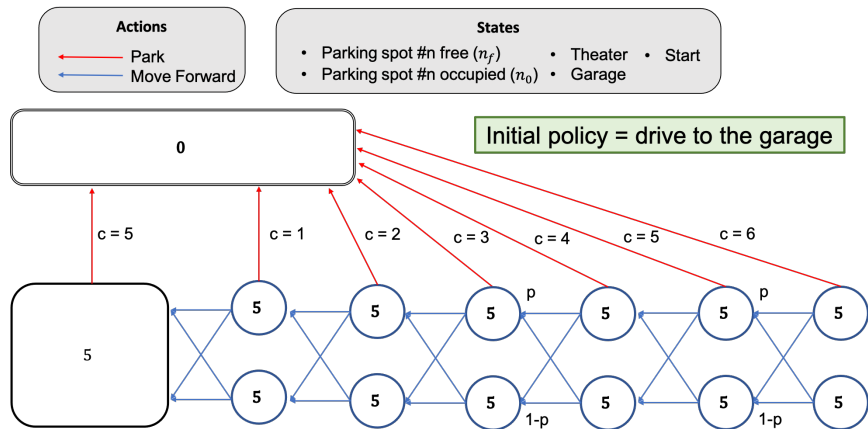 Actions
Park
Move Forward
States
• Parking spot #n free (n_f) • Theater • Start
• Parking spot #n occupied (n_0) • Garage
0
Initial policy = drive to the garage
c = 5 c = 1 c = 2 c = 3 c = 4 c = 5 c = 6
p p
5 5 5 5 5 5
5
5 5 5 5 5 5
1-p 1-p